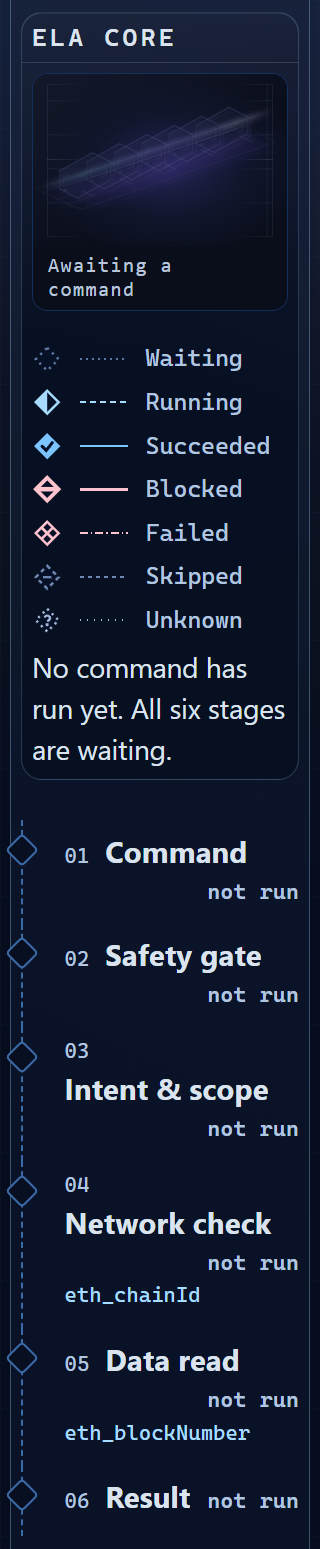 ELA CORE
Awaiting a
command
Waiting
Running
Succeeded
Blocked
Failed
Skipped
Unknown
No command has
run yet. All six stages
are waiting.
01 Command
not run
02 Safety gate
not run
03
Intent & scope
not run
04
Network check
not run
eth_chainId
05 Data read
not run
eth_blockNumber
06 Result not run